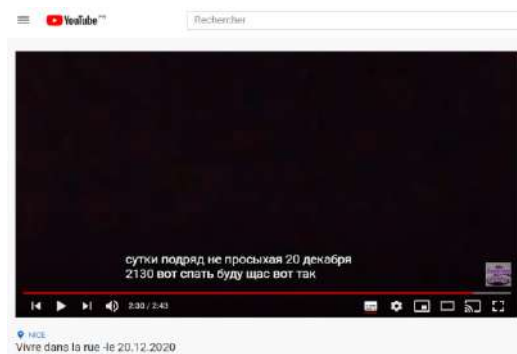 YouTube FR
Rechercher
сутки подряд не просыхая 20 декабря
2130 вот спать буду щас вот так
2:30 / 2:43
NICE
Vivre dans la rue -le 20.12.2020